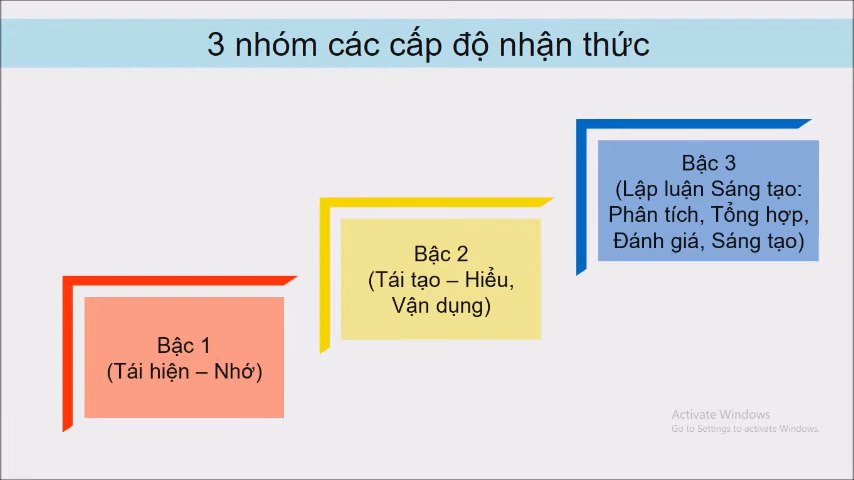 3 nhóm các cấp độ nhận thức
Bậc 1
(Tái hiện – Nhớ)
Bậc 2
(Tái tạo – Hiểu,
Vận dụng)
Bậc 3
(Lập luận Sáng tạo:
Phân tích, Tổng hợp,
Đánh giá, Sáng tạo)
Activate Windows
Go to Settings to activate Windows.